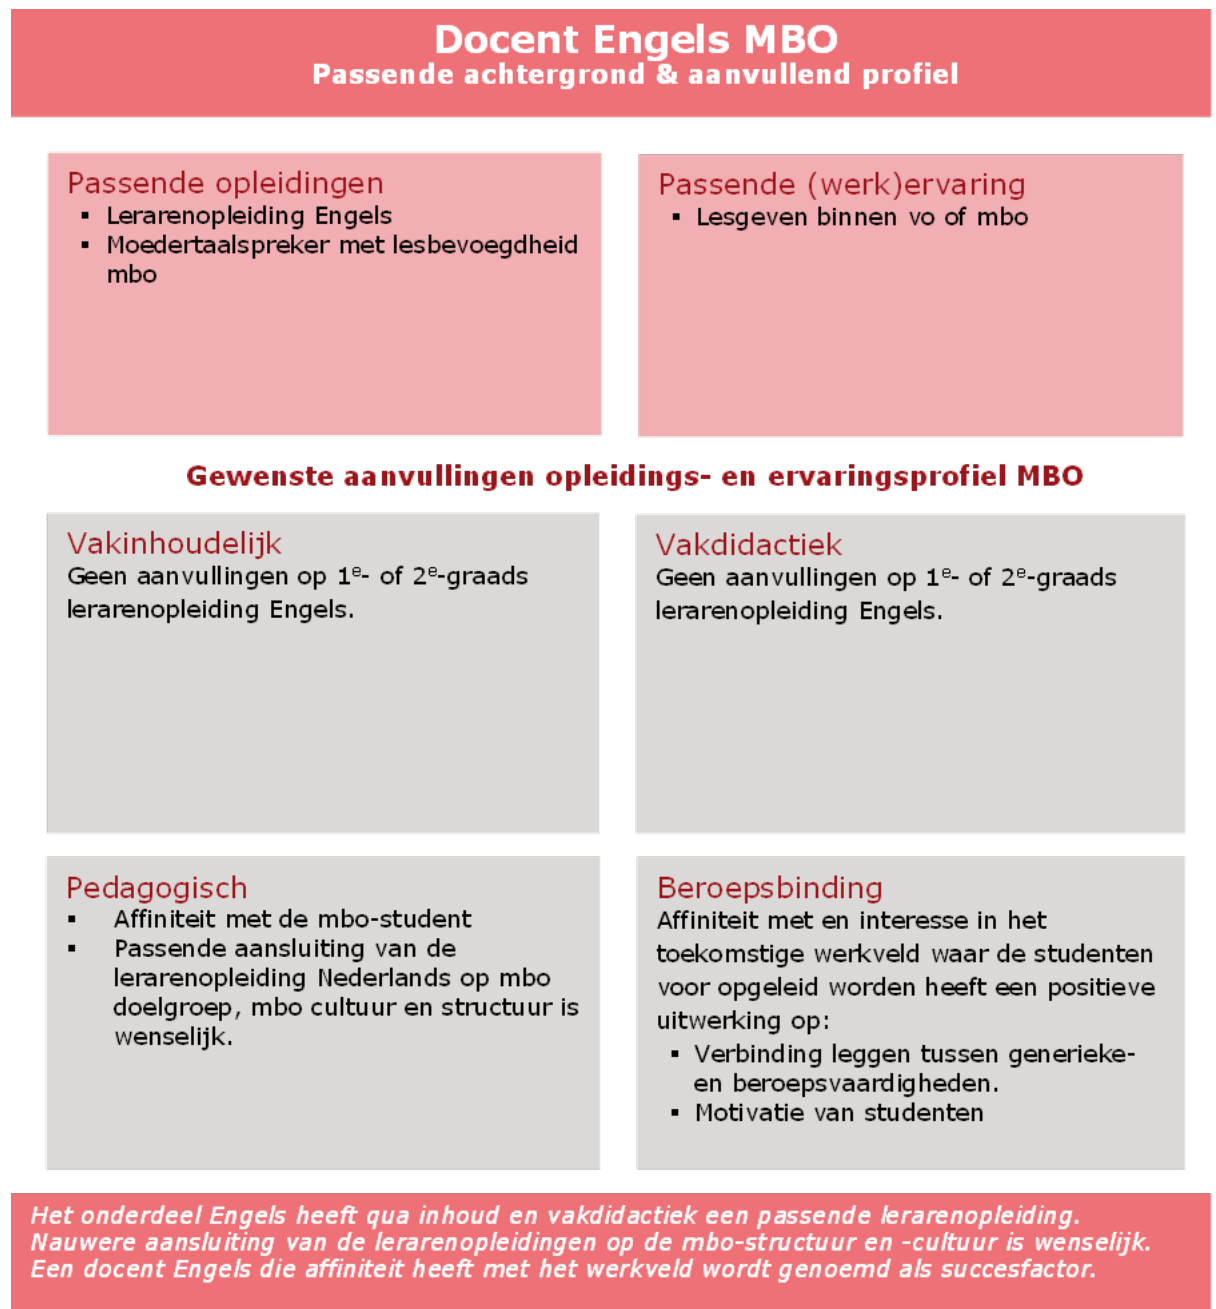 Docent Engels MBO
Passende achtergrond & aanvullend profiel
Passende opleidingen
▪ Lerarenopleiding Engels
▪ Moedertaalspreker met lesbevoegdheid
mbo
Passende (werk)ervaring
▪ Lesgeven binnen vo of mbo
Gewenste aanvullingen opleidings- en ervaringsprofiel MBO
Vakinhoudelijk
Geen aanvullingen op 1ᵉ- of 2ᵉ-graads
lerarenopleiding Engels.
Vakdidactiek
Geen aanvullingen op 1ᵉ- of 2ᵉ-graads
lerarenopleiding Engels.
Pedagogisch
▪ Affiniteit met de mbo-student
▪ Passende aansluiting van de
lerarenopleiding Nederlands op mbo
doelgroep, mbo cultuur en structuur is
wenselijk.
Beroepsbinding
Affiniteit met en interesse in het
toekomstige werkveld waar de studenten
voor opgeleid worden heeft een positieve
uitwerking op:
▪ Verbinding leggen tussen generieke-
en beroepsvaardigheden.
▪ Motivatie van studenten
Het onderdeel Engels heeft qua inhoud en vakdidactiek een passende lerarenopleiding.
Nauwere aansluiting van de lerarenopleidingen op de mbo-structuur en -cultuur is wenselijk.
Een docent Engels die affiniteit heeft met het werkveld wordt genoemd als succesfactor.